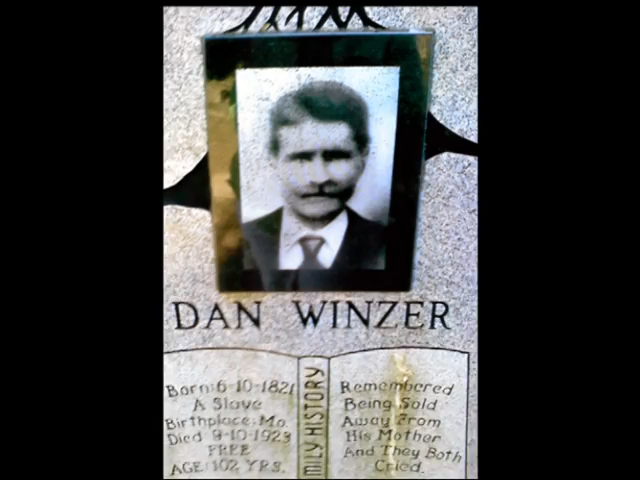 DAN WINZER
Born: 6-10-1821
A Slave
Birthplace: Mo.
Died 9-10-1923
FREE
AGE: 102 YRS.
MILY HISTORY
Remembered
Being Sold
Away From
His Mother
And They Both
Cried.